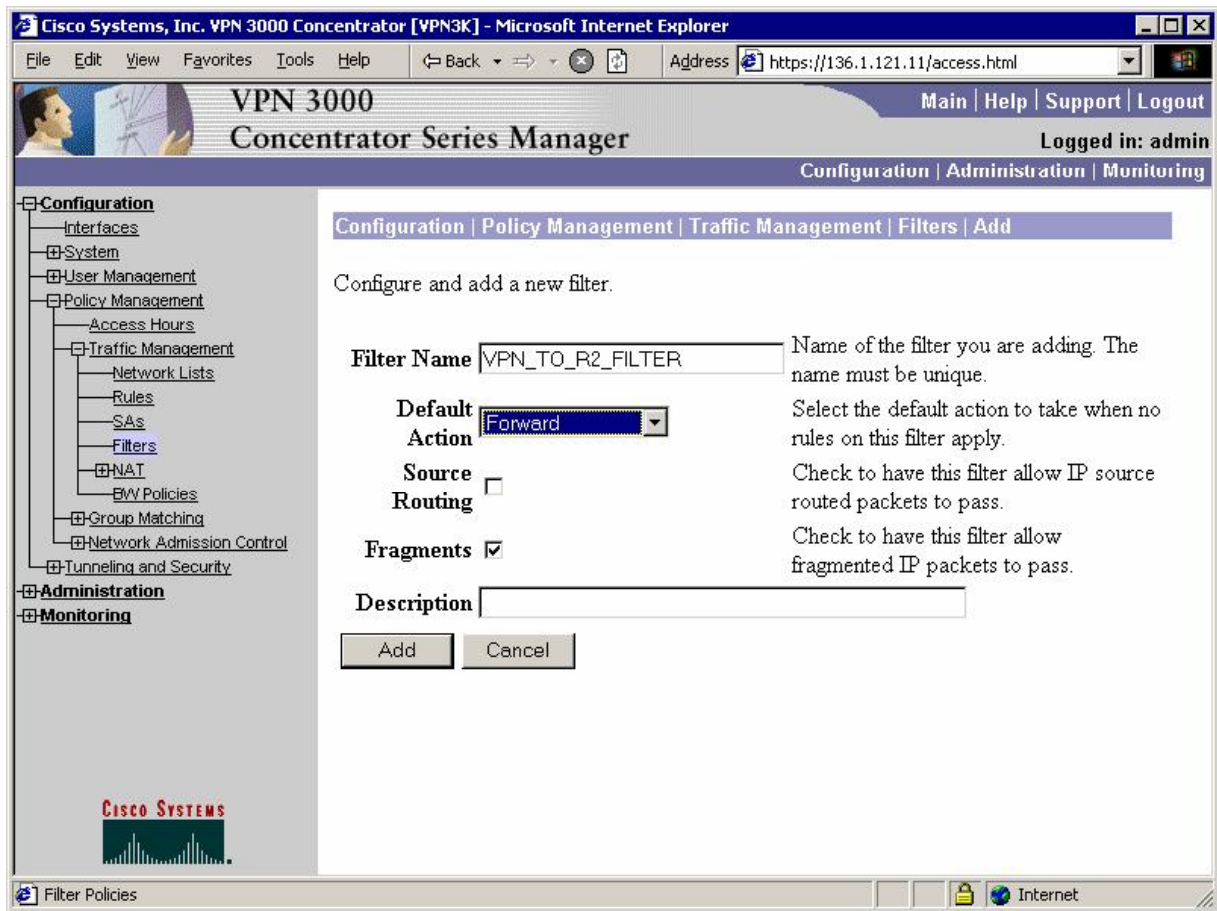 Cisco Systems, Inc. VPN 3000 Concentrator [VPN3K] - Microsoft Internet Explorer
File Edit View Favorites Tools Help Back Address https://136.1.121.11/access.html
VPN 3000
Concentrator Series Manager
Main | Help | Support | Logout
Logged in: admin
Configuration | Administration | Monitoring
Configuration
Interfaces
System
User Management
Policy Management
Access Hours
Traffic Management
Network Lists
Rules
SAs
Filters
NAT
BW Policies
Group Matching
Network Admission Control
Tunneling and Security
Administration
Monitoring
CISCO SYSTEMS
Configuration | Policy Management | Traffic Management | Filters | Add
Configure and add a new filter.
Filter Name VPN_TO_R2_FILTER Name of the filter you are adding. The
name must be unique.
Default Action Forward Select the default action to take when no
rules on this filter apply.
Source Routing Check to have this filter allow IP source
routed packets to pass.
Fragments Check to have this filter allow
fragmented IP packets to pass.
Description
Add Cancel
Filter Policies Internet